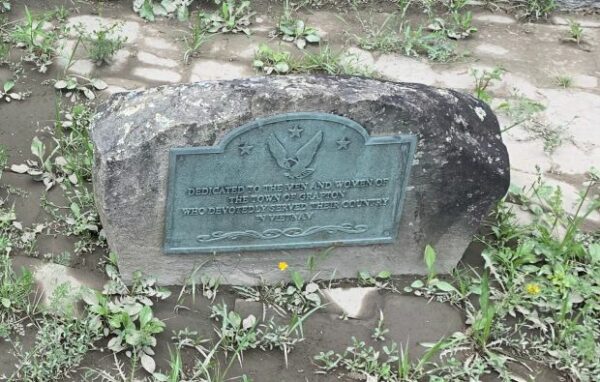 DEDICATED TO THE MEN AND WOMEN OF
THE TOWN OF GRAFTON
WHO DEVOTEDLY SERVED THEIR COUNTRY
IN VIETNAM